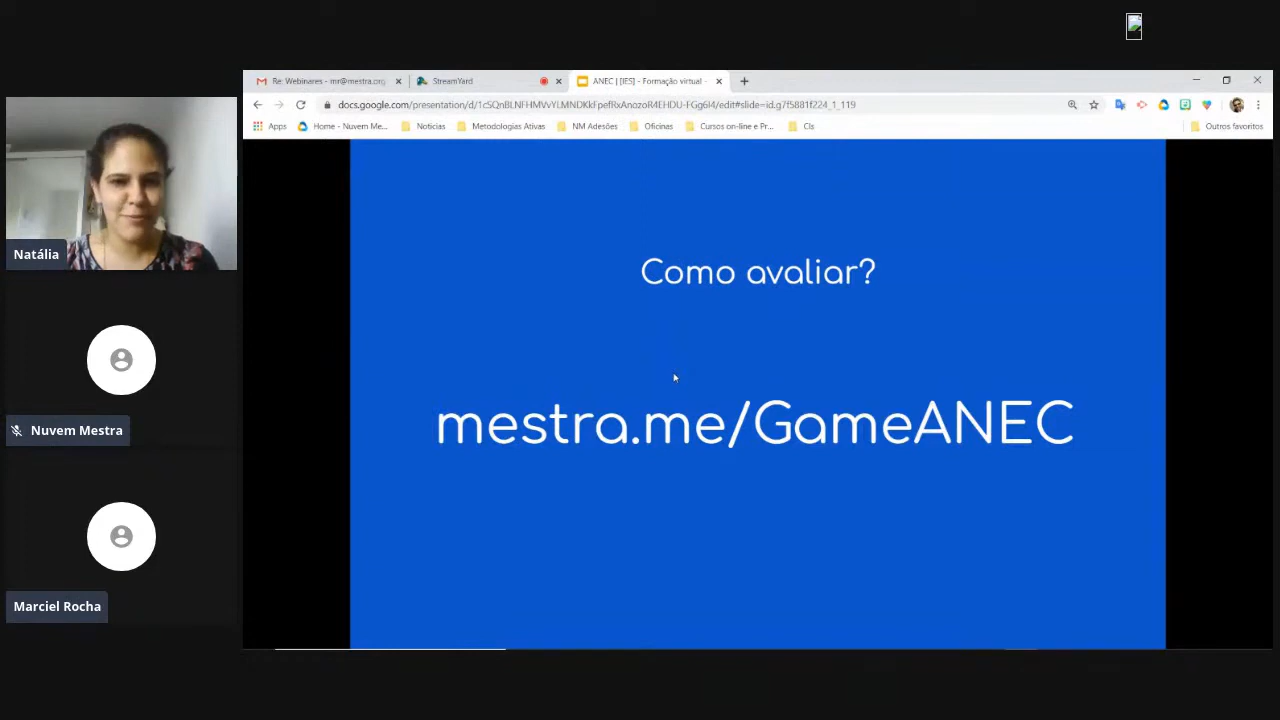 Re: Webinares - mr@mestra.org
StreamYard
ANEC | [IES] - Formação virtual -
Apps
Home - Nuvem Me...
Notícias
Metodologias Ativas
NM Adesões
Oficinas
Cursos on-line e Pr...
Cla
Outros favoritos
Como avaliar?
mestra.me/GameANEC
Natália
Nuvem Mestra
Marciel Rocha